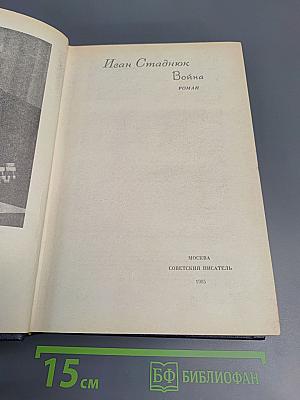 Иван Стаднюк
Война
РОМАН
МОСКВА
СОВЕТСКИЙ ПИСАТЕЛЬ
1985
15 см
БФ БИБЛИОФАН